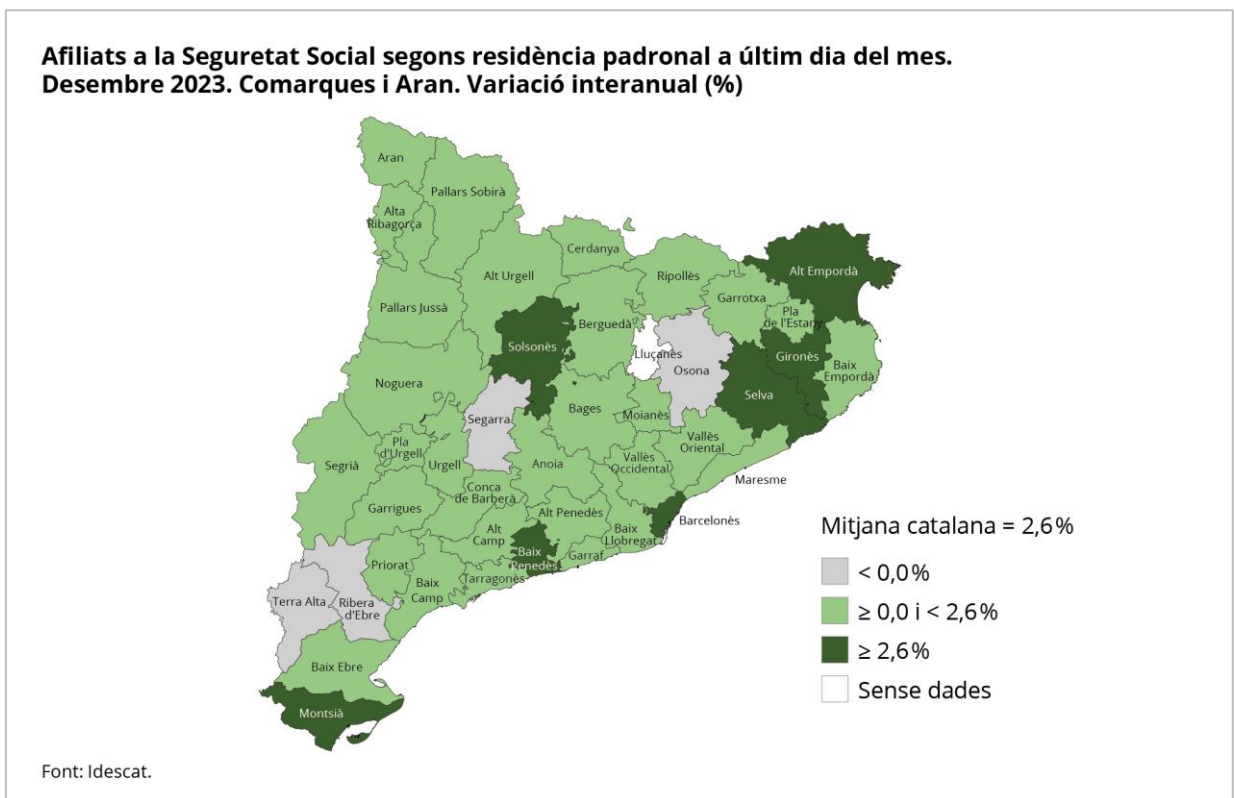 Afiliats a la Seguretat Social segons residència padronal a últim dia del mes.
Desembre 2023. Comarques i Aran. Variació interanual (%)
Aran
Pallars Sobirà
Alta
Ribagorça
Cerdanya
Alt Urgell
Ripollès
Alt Empordà
Garrotxa
Pallars Jussà
Pla
de l'Estany
Berguedà
Solsonès
Lluçanès
Osona
Gironès
Baix
Empordà
Noguera
Selva
Bages
Moianès
Segarra
Vallès
Oriental
Pla
d'Urgell
Segrià
Urgell
Anoia
Vallès
Occidental
Maresme
Conca
de Barberà
Garrigues
Alt Penedès
Barcelonès
Alt
Camp
Baix
Llobregat
Baix
Penedès
Garraf
Priorat
Tarragonès
Baix
Camp
Terra Alta
Ribera
d'Ebre
Baix Ebre
Montsià
Mitjana catalana = 2,6%
< 0,0%
≥ 0,0 i < 2,6%
≥ 2,6%
Sense dades
Font: Idescat.